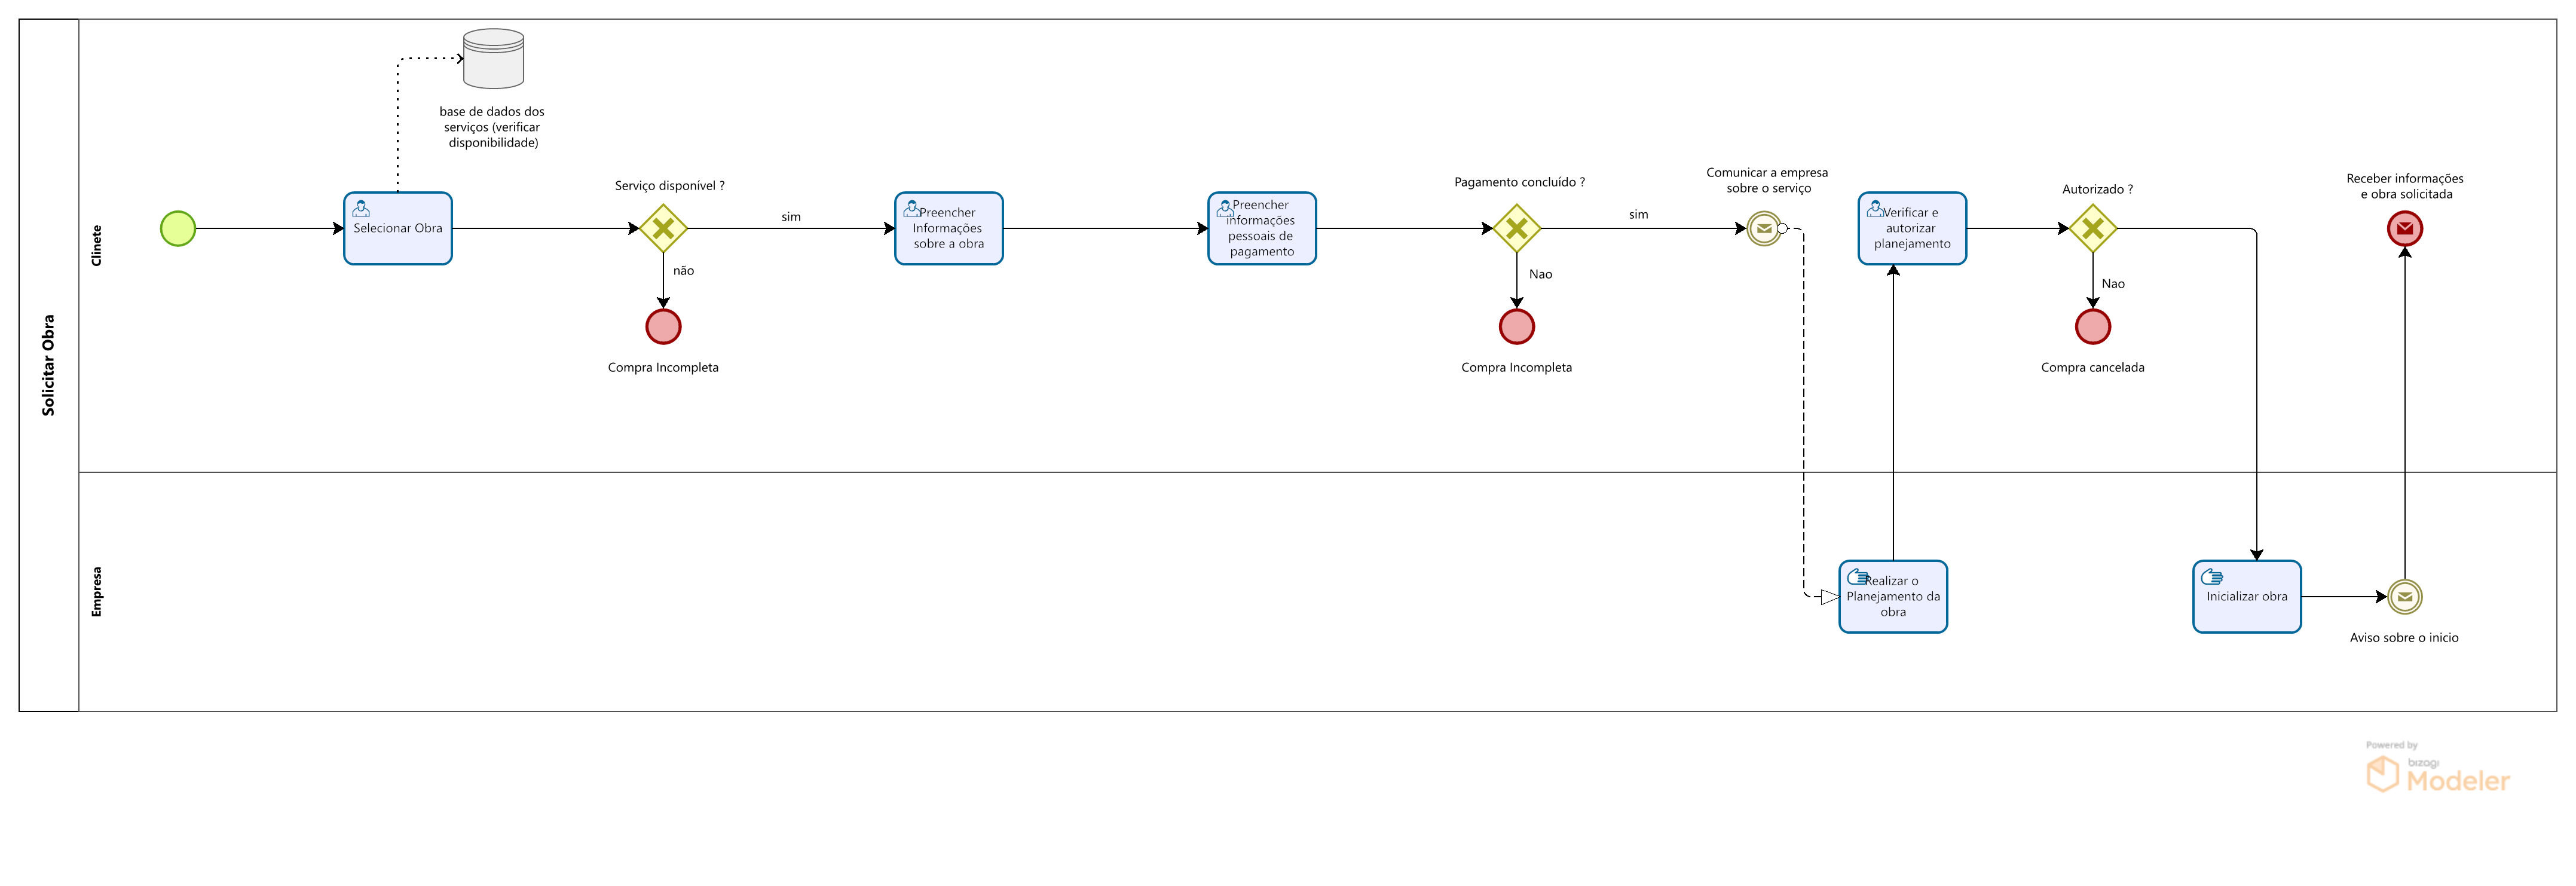 Solicitar Obra
Clinete
base de dados dos
serviços (verificar
disponibilidade)
Selecionar Obra
Serviço disponível ?
sim
não
Compra Incompleta
Preencher
Informações
sobre a obra
Preencher
informações
pessoais de
pagamento
Pagamento concluído ?
sim
Nao
Compra Incompleta
Comunicar a empresa
sobre o serviço
Verificar e
autorizar
planejamento
Autorizado ?
Nao
Compra cancelada
Receber informações
e obra solicitada
Empresa
Realizar o
Planejamento da
obra
Inicializar obra
Aviso sobre o inicio
Powered by
bizagi
Modeler